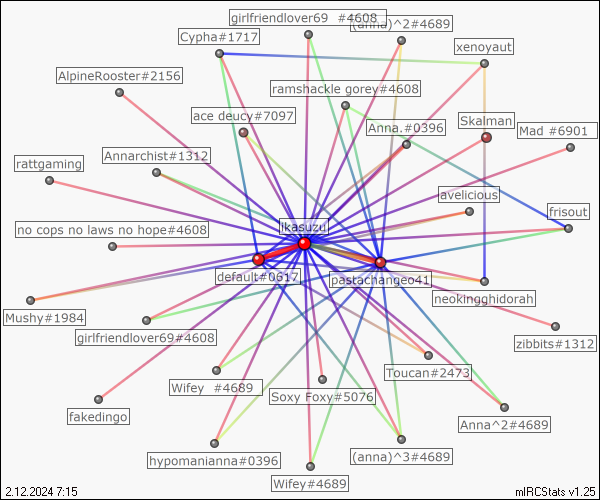 girlfriendlover69 #4608
(anna)^2#4689
Cypha#1717
xenoyaut
AlpineRooster#2156
ramshackle gorey#4608
ace deucy#7097
Anna.#0396
Skalman
Mad #6901
Annarchist#1312
rattgaming
avelicious
frisout
no cops no laws no hope#4608
default#0617
pastachangeo41
neokingghidorah
Mushy#1984
girlfriendlover69#4608
zibbits#1312
Toucan#2473
Wifey #4689
Soxy Foxy#5076
fakedingo
Anna^2#4689
hypomanianna#0396
(anna)^3#4689
Wifey#4689
2.12.2024 7:15
mIRCStats v1.25